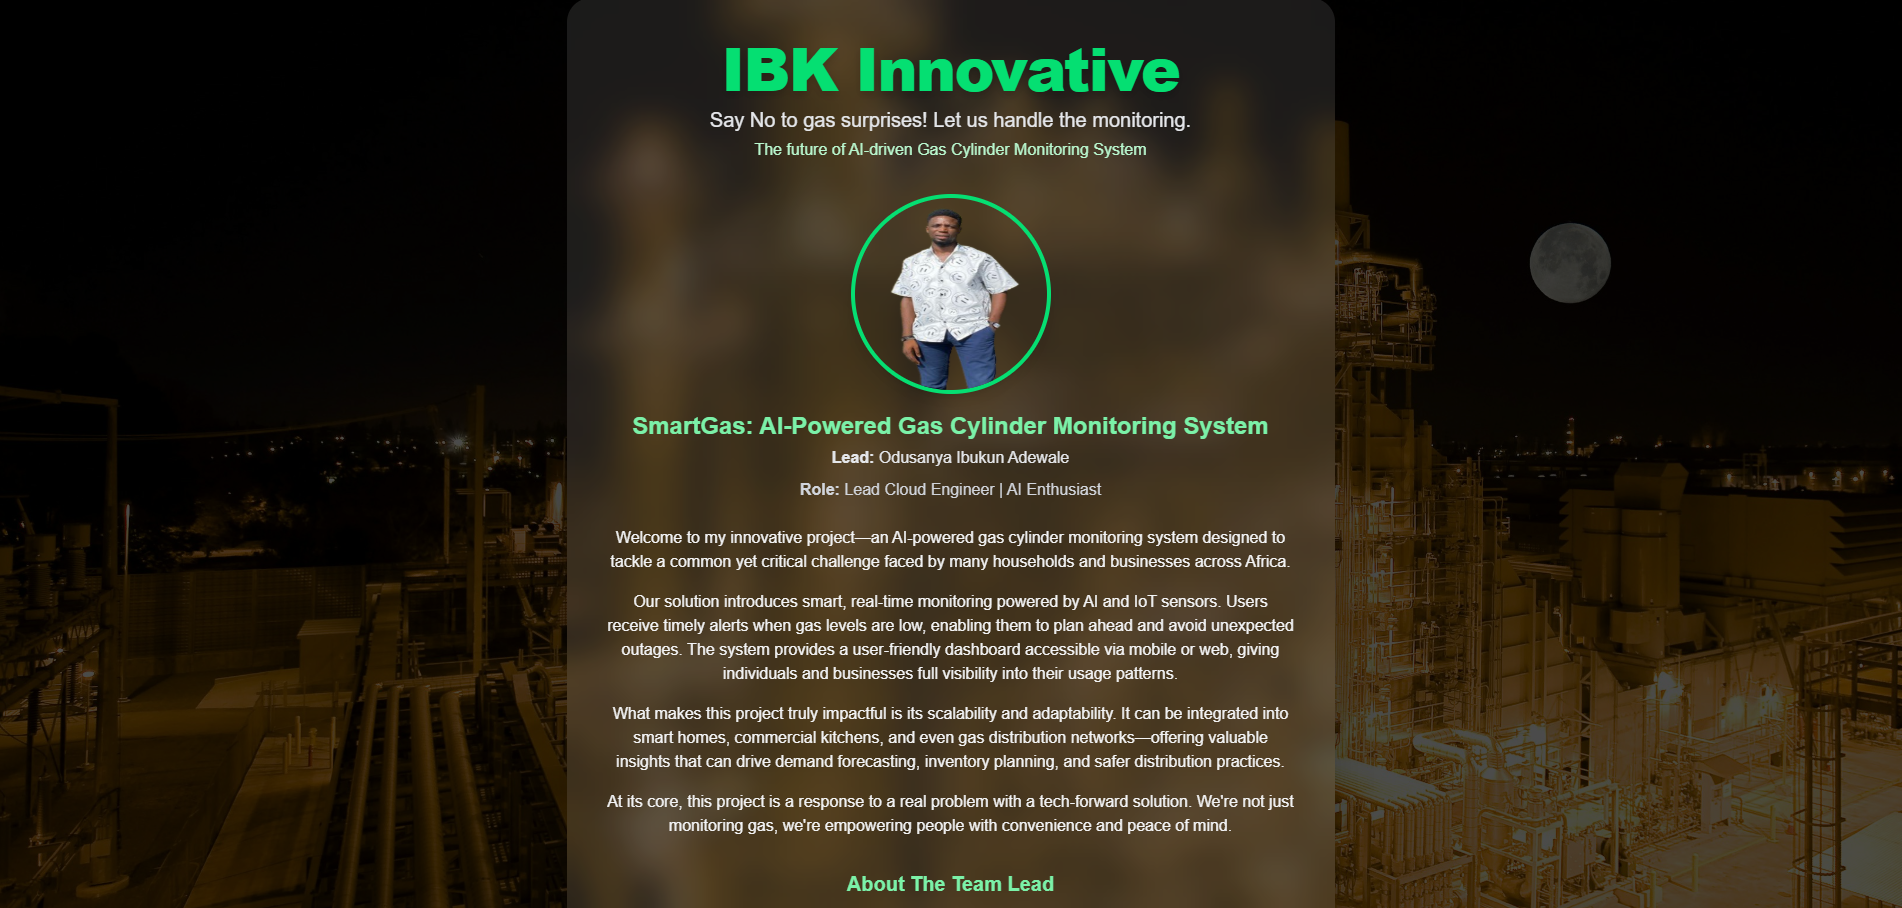 IBK Innovative
Say No to gas surprises! Let us handle the monitoring.
The future of AI-driven Gas Cylinder Monitoring System
SmartGas: AI-Powered Gas Cylinder Monitoring System
Lead: Odusanya Ibukun Adewale
Role: Lead Cloud Engineer | AI Enthusiast
Welcome to my innovative project—an AI-powered gas cylinder monitoring system designed to
tackle a common yet critical challenge faced by many households and businesses across Africa.
Our solution introduces smart, real-time monitoring powered by AI and IoT sensors. Users
receive timely alerts when gas levels are low, enabling them to plan ahead and avoid unexpected
outages. The system provides a user-friendly dashboard accessible via mobile or web, giving
individuals and businesses full visibility into their usage patterns.
What makes this project truly impactful is its scalability and adaptability. It can be integrated into
smart homes, commercial kitchens, and even gas distribution networks—offering valuable
insights that can drive demand forecasting, inventory planning, and safer distribution practices.
At its core, this project is a response to a real problem with a tech-forward solution. We're not just
monitoring gas, we're empowering people with convenience and peace of mind.
About The Team Lead